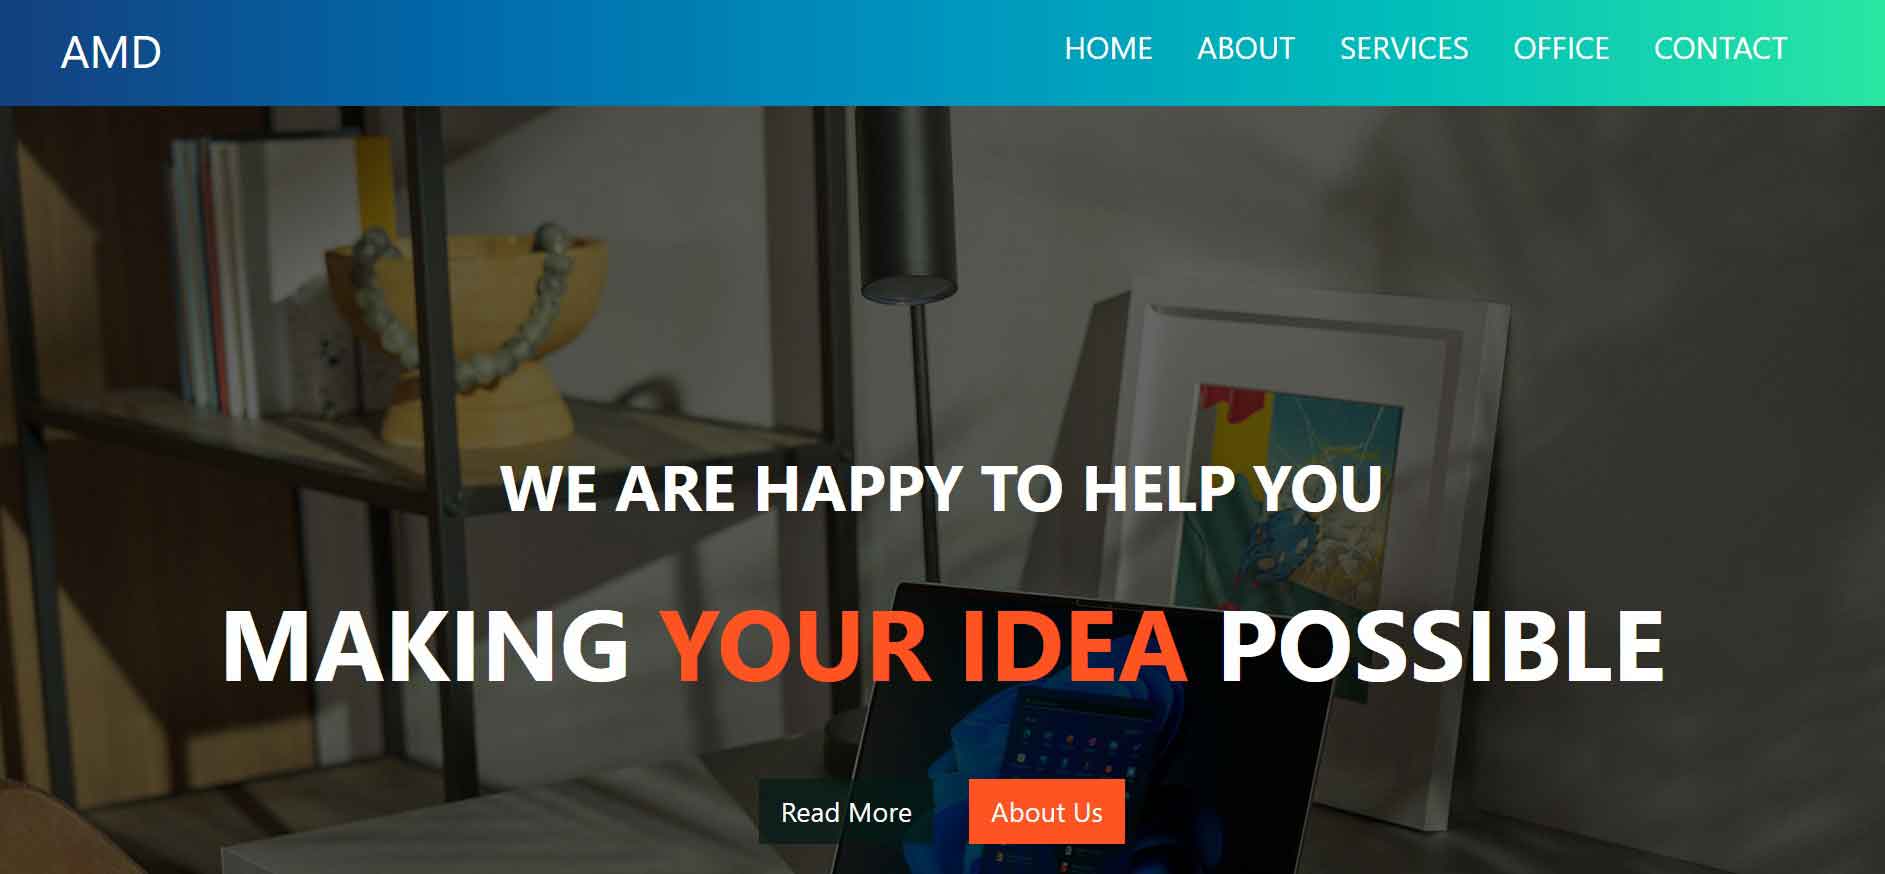 AMD
HOME ABOUT SERVICES OFFICE CONTACT
WE ARE HAPPY TO HELP YOU
MAKING YOUR IDEA POSSIBLE
Read More About Us